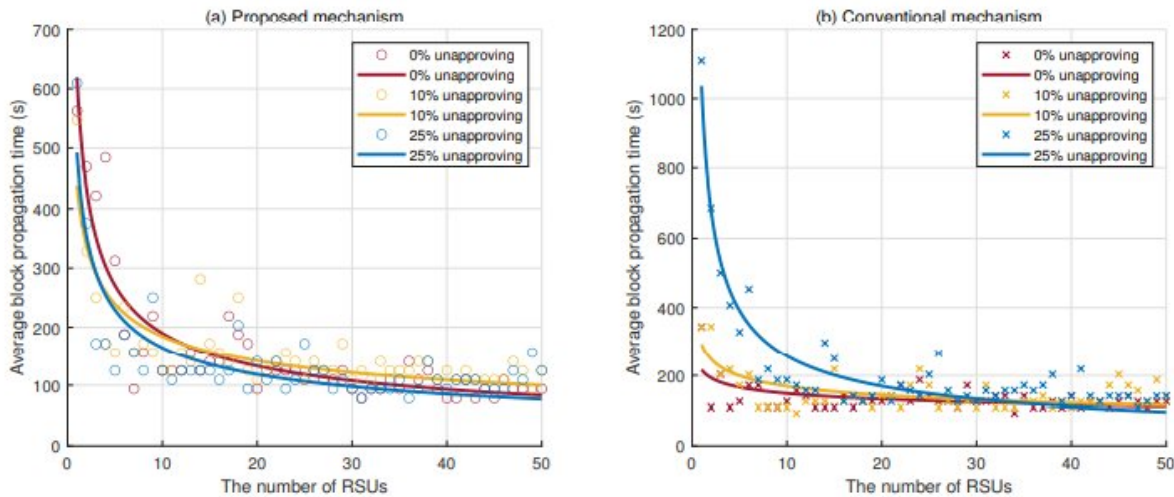 (a) Proposed mechanism
700
600
500
400
300
200
100
0
0 10 20 30 40 50
Average block propagation time (s)
The number of RSUs
0% unapproving
0% unapproving
10% unapproving
10% unapproving
25% unapproving
25% unapproving
(b) Conventional mechanism
1200
1000
800
600
400
200
0
0 10 20 30 40 50
Average block propagation time (s)
The number of RSUs
0% unapproving
0% unapproving
10% unapproving
10% unapproving
25% unapproving
25% unapproving